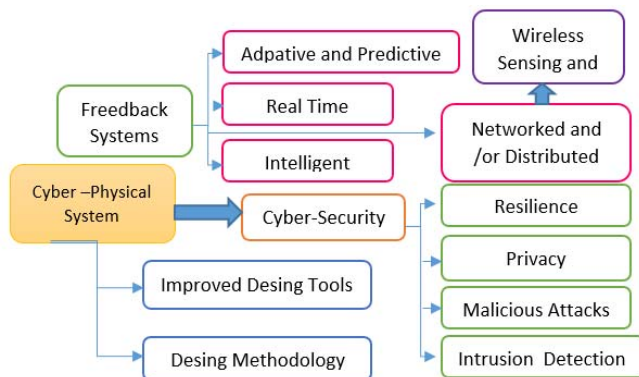 Wireless
Sensing and
Adpative and Predictive
Freedback
Systems
Real Time
Networked and
/or Distributed
Intelligent
Cyber –Physical
System
Cyber-Security
Resilience
Privacy
Improved Desing Tools
Malicious Attacks
Desing Methodology
Intrusion Detection